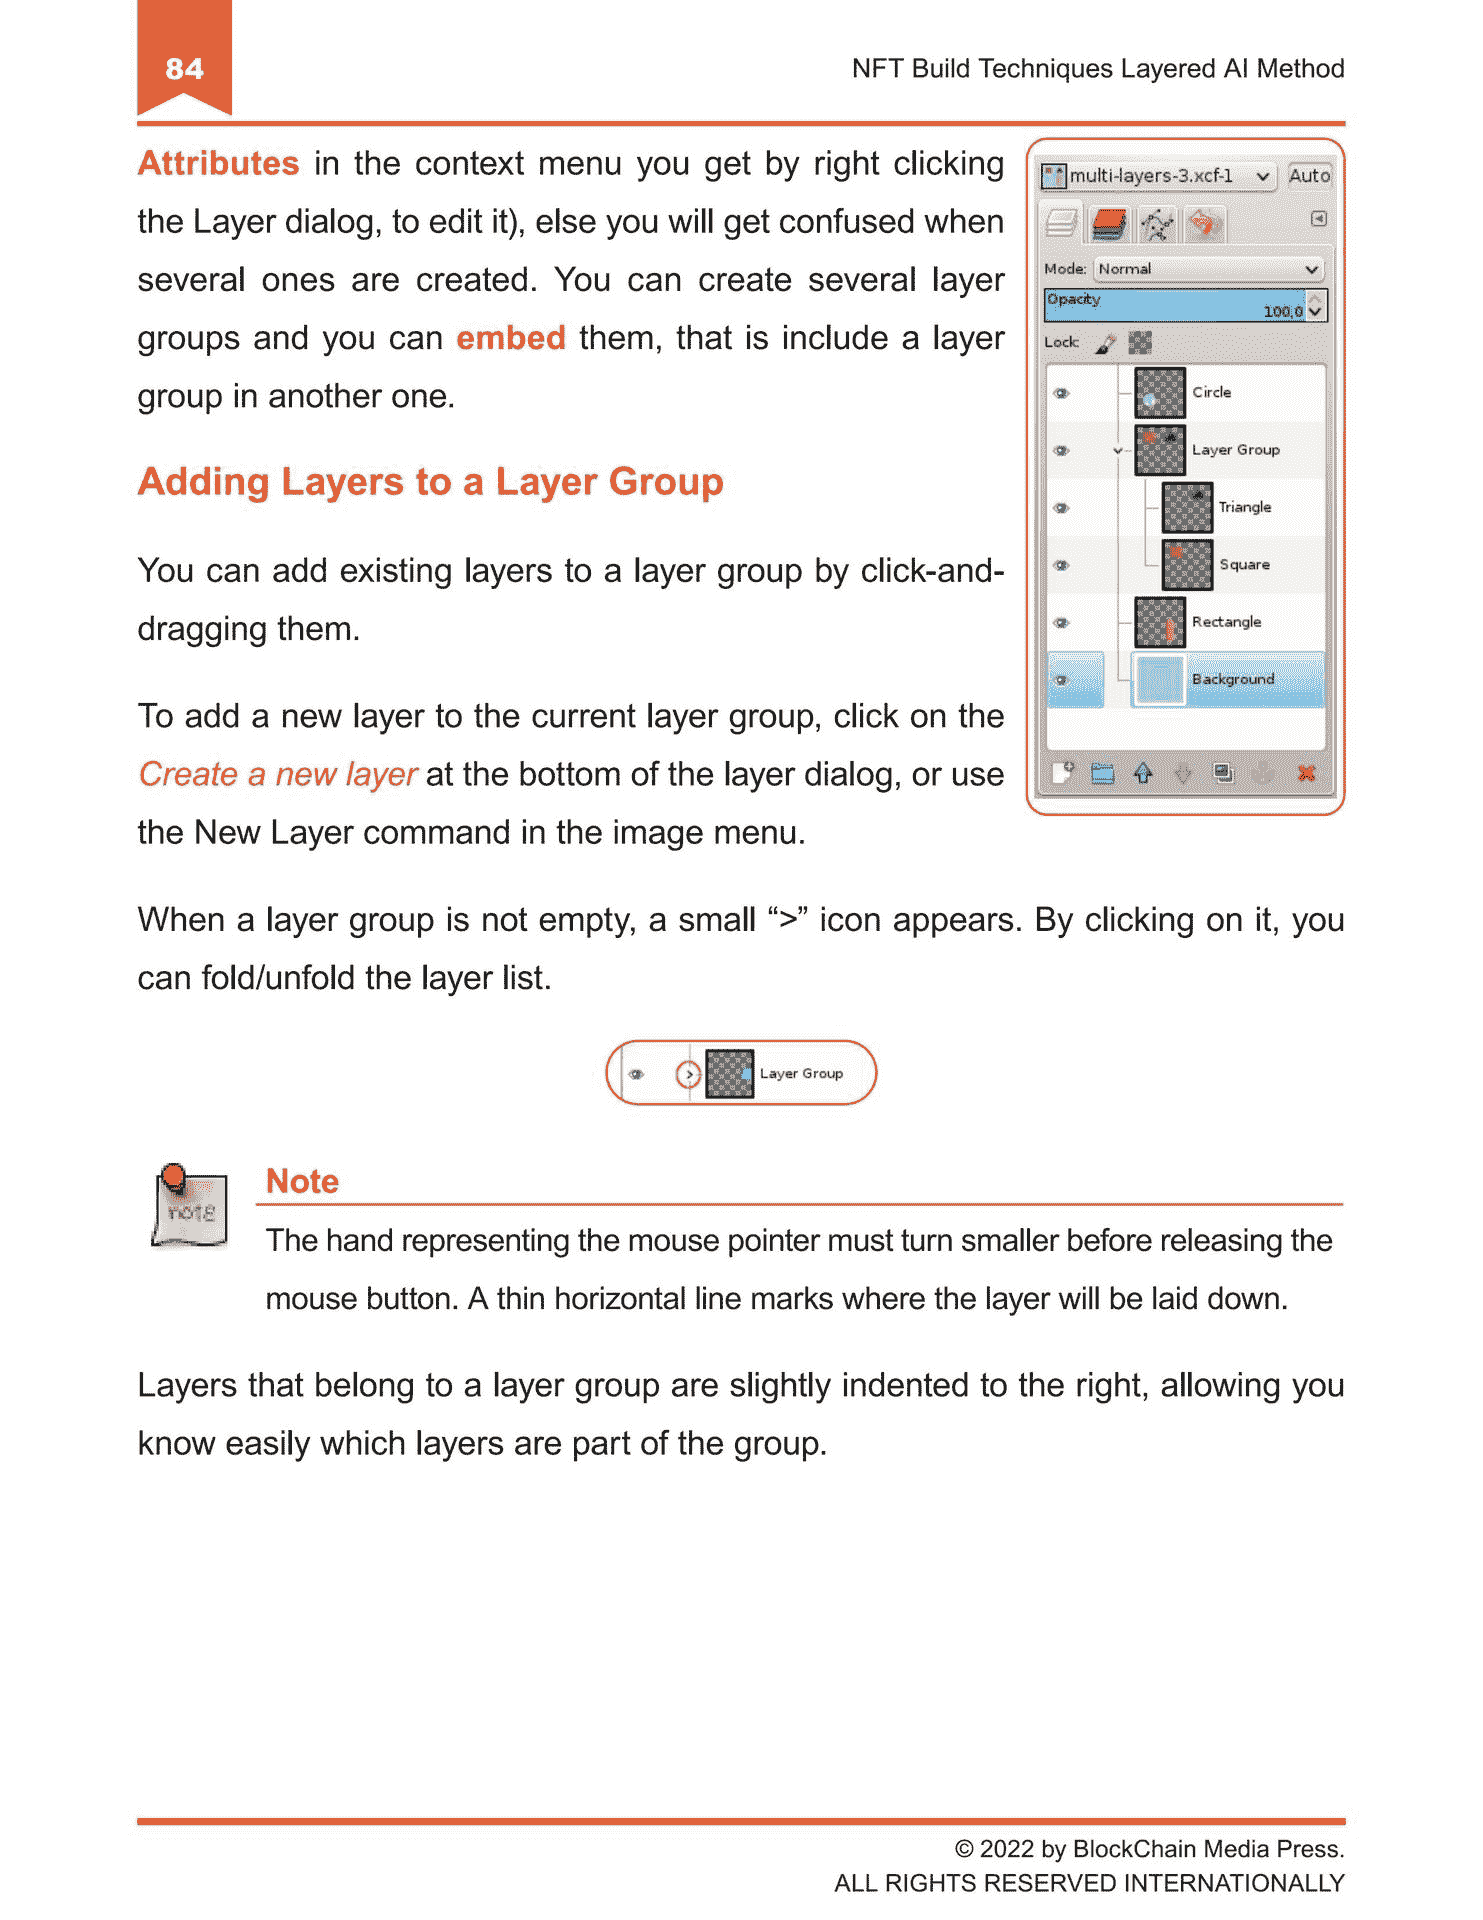 84
NFT Build Techniques Layered AI Method
Attributes in the context menu you get by right clicking
the Layer dialog, to edit it), else you will get confused when
several ones are created. You can create several layer
groups and you can embed them, that is include a layer
group in another one.
Adding Layers to a Layer Group
You can add existing layers to a layer group by click-and-
dragging them.
To add a new layer to the current layer group, click on the
Create a new layer at the bottom of the layer dialog, or use
the New Layer command in the image menu.
multi-layers-3.xcf-1
Auto
Mode: Normal
Opacity
100,0
Lock:
Circle
Layer Group
Triangle
Square
Rectangle
Background
When a layer group is not empty, a small “>” icon appears. By clicking on it, you
can fold/unfold the layer list.
Layer Group
note
Note
The hand representing the mouse pointer must turn smaller before releasing the
mouse button. A thin horizontal line marks where the layer will be laid down.
Layers that belong to a layer group are slightly indented to the right, allowing you
know easily which layers are part of the group.
© 2022 by BlockChain Media Press.
ALL RIGHTS RESERVED INTERNATIONALLY